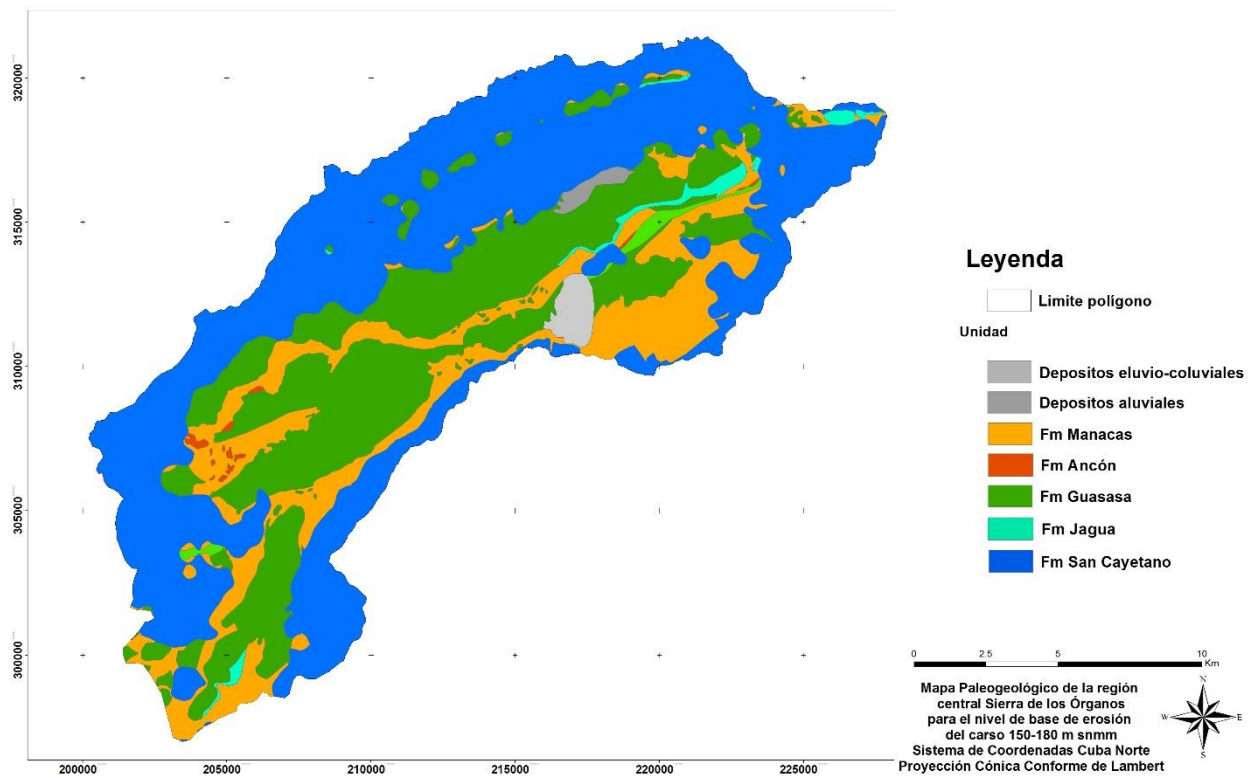 320000
315000
310000
305000
300000
200000
205000
210000
215000
220000
225000
Leyenda
Limite polígono
Unidad
Depositos eluvio-coluviales
Depositos aluviales
Fm Manacas
Fm Ancón
Fm Guasasa
Fm Jagua
Fm San Cayetano
0 2.5 5 10
Km
Mapa Paleogeológico de la región
central Sierra de los Órganos
para el nivel de base de erosión
del carso 150-180 m snmm
Sistema de Coordenadas Cuba Norte
Proyección Cónica Conforme de Lambert
N
W E
S